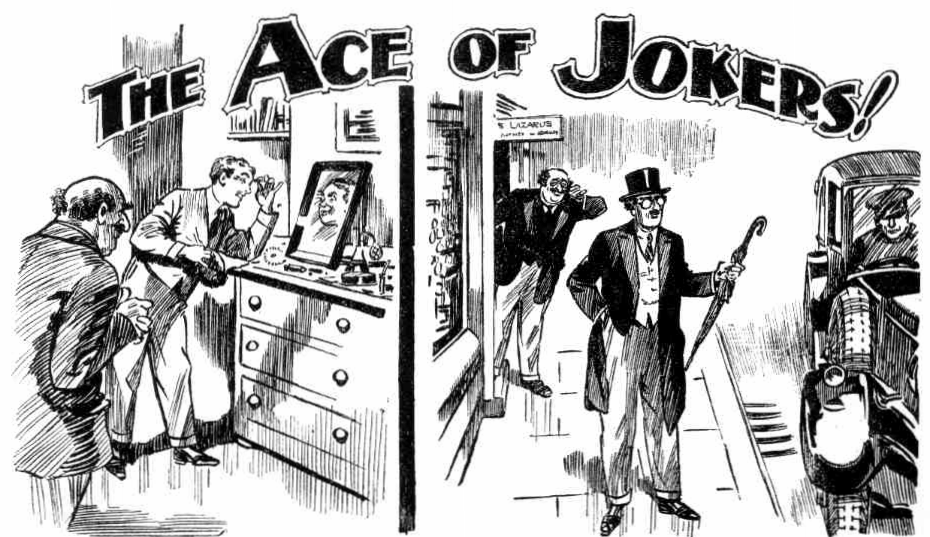 THE ACE OF JOKERS!
LAZARUS